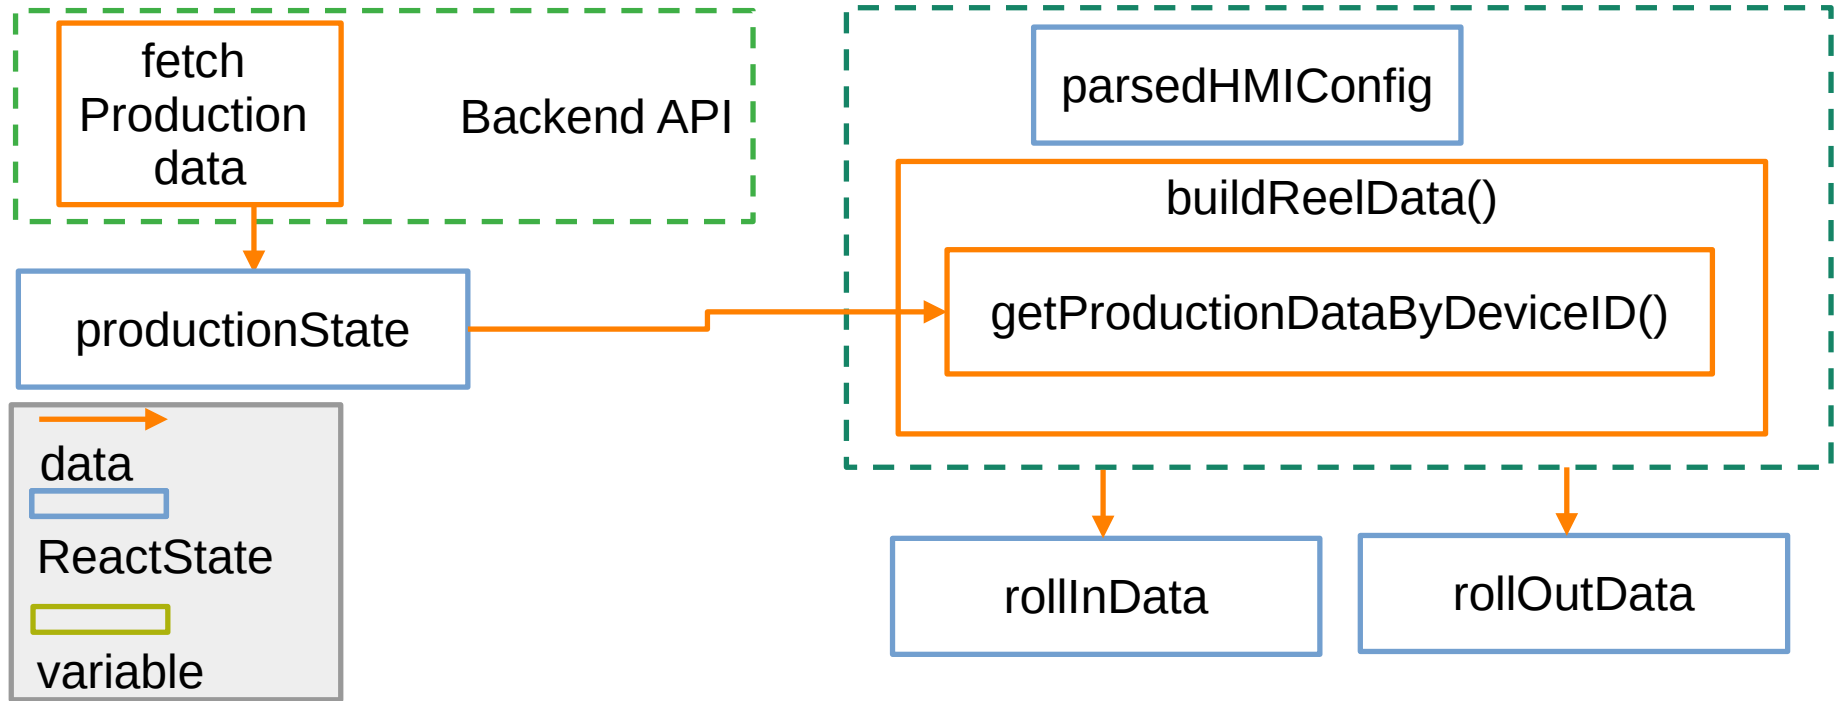 fetch
Production
data
Backend API
productionState
data
ReactState
variable
parsedHMIConfig
buildReelData()
getProductionDataByDeviceID()
rollInData
rollOutData